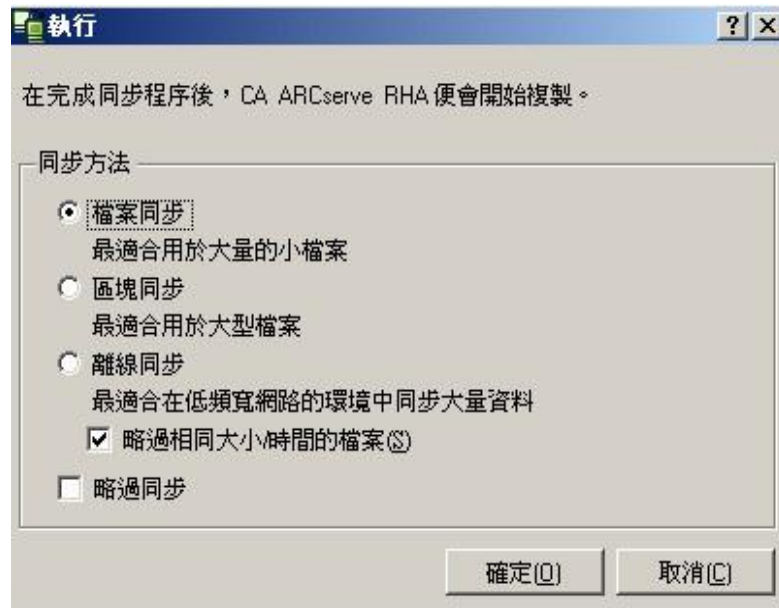 執行
在完成同步程序後，CA ARCserve RHA 便會開始複製。
同步方法
檔案同步
最適合用於大量的小檔案
區塊同步
最適合用於大型檔案
離線同步
最適合在低頻寬網路的環境中同步大量資料
略過相同大小/時間的檔案(S)
略過同步
確定(O) 取消(C)